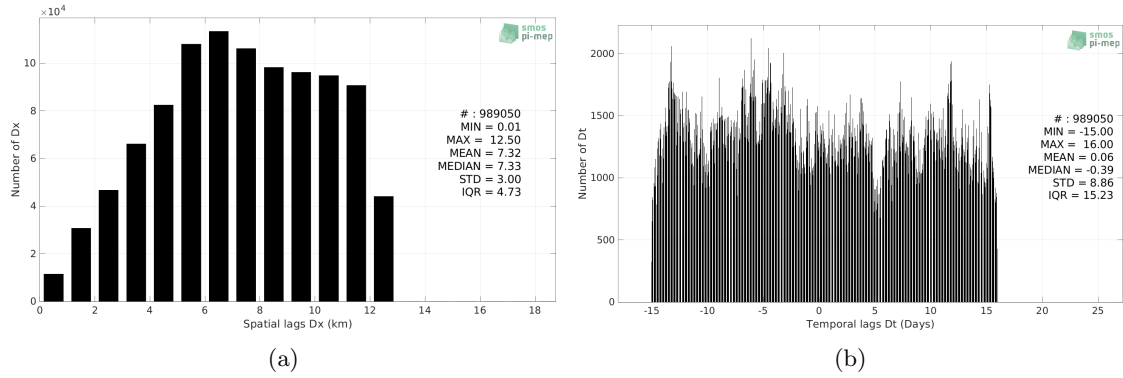 ×10⁴
10
8
6
4
2
0
Number of Dx
0 2 4 6 8 10 12 14 16 18
Spatial lags Dx (km)
smos
pi-mep
# : 989050
MIN = 0.01
MAX = 12.50
MEAN = 7.32
MEDIAN = 7.33
STD = 3.00
IQR = 4.73
(a)
2000
1500
1000
500
0
Number of Dt
-15 -10 -5 0 5 10 15 20 25
Temporal lags Dt (Days)
smos
pi-mep
# : 989050
MIN = -15.00
MAX = 16.00
MEAN = 0.06
MEDIAN = -0.39
STD = 8.86
IQR = 15.23
(b)